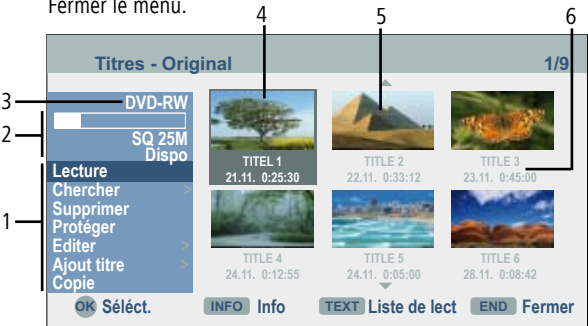 Fermer le menu.
4
5
6
Titres - Original 1/9
3 DVD-RW
2
SQ 25M
Dispo
1
Lecture
Chercher >
Supprimer
Protéger
Editer >
Ajout titre >
Copie
TITEL 1
21.11. 0:25:30
TITLE 2
22.11. 0:33:12
TITLE 3
23.11. 0:45:00
TITLE 4
24.11. 0:12:55
TITLE 5
24.11. 0:05:00
TITLE 6
28.11. 0:08:42
OK Séléct. INFO Info TEXT Liste de lect END Fermer